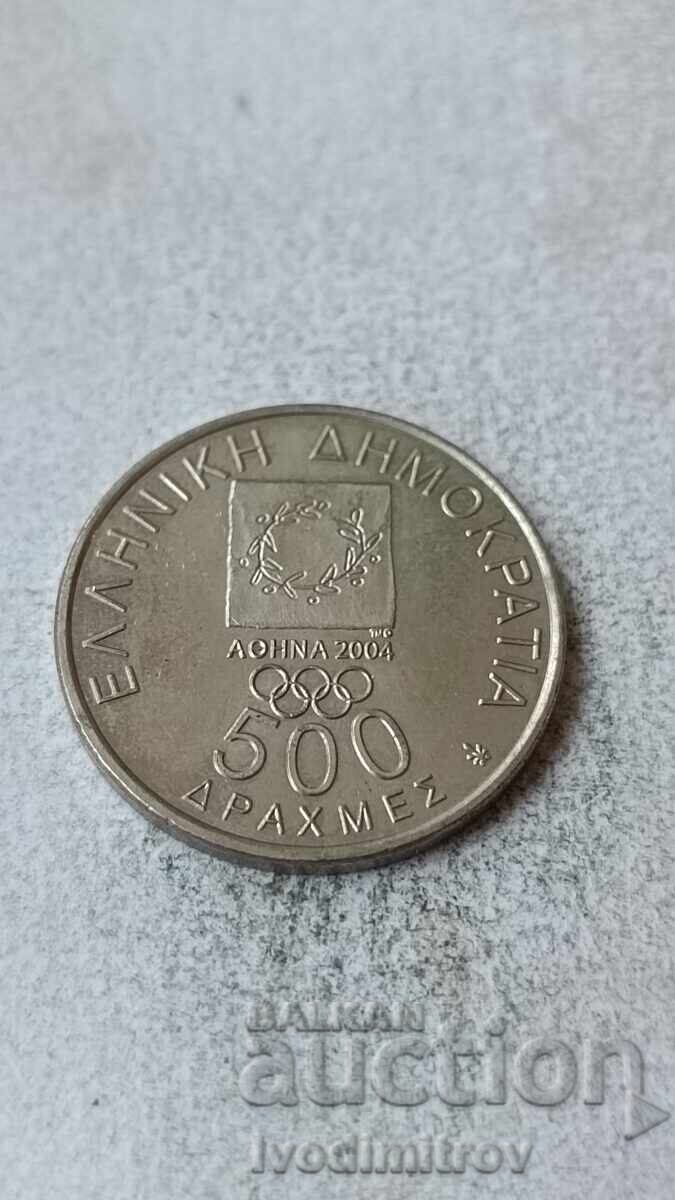 ΕΛΛΗΝΙΚΗ ΔΗΜΟΚΡΑΤΙΑ
ΑΘΗΝΑ 2004
500
ΔΡΑΧΜΕΣ
BALKAN
auction
Ivodimitrov